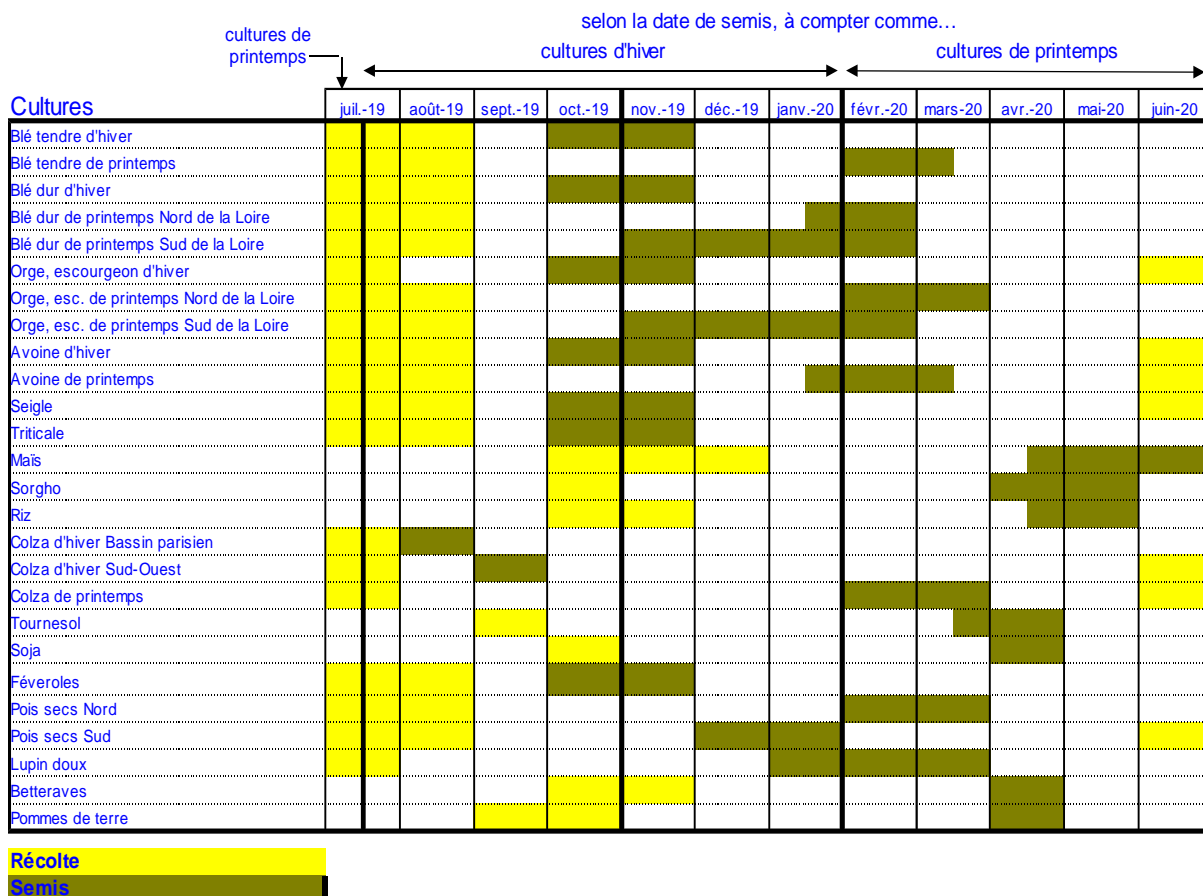 selon la date de semis, à compter comme…
cultures de
printemps
cultures d'hiver
cultures de printemps
Cultures juil.-19 août-19 sept.-19 oct.-19 nov.-19 déc.-19 janv.-20 févr.-20 mars-20 avr.-20 mai-20 juin-20
Blé tendre d'hiver
Blé tendre de printemps
Blé dur d'hiver
Blé dur de printemps Nord de la Loire
Blé dur de printemps Sud de la Loire
Orge, escourgeon d'hiver
Orge, esc. de printemps Nord de la Loire
Orge, esc. de printemps Sud de la Loire
Avoine d'hiver
Avoine de printemps
Seigle
Triticale
Maïs
Sorgho
Riz
Colza d'hiver Bassin parisien
Colza d'hiver Sud-Ouest
Colza de printemps
Tournesol
Soja
Féveroles
Pois secs Nord
Pois secs Sud
Lupin doux
Betteraves
Pommes de terre
Récolte
Semis